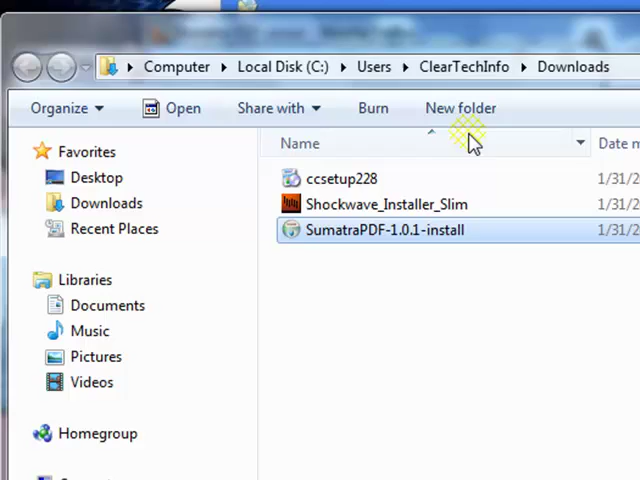 Computer Local Disk (C:) Users ClearTechInfo Downloads
Organize Open Share with Burn New folder
Name Date m
Favorites
Desktop
Downloads
Recent Places
Libraries
Documents
Music
Pictures
Videos
Homegroup
ccsetup228 1/31/2
Shockwave_Installer_Slim 1/31/2
SumatraPDF-1.0.1-install 1/31/2